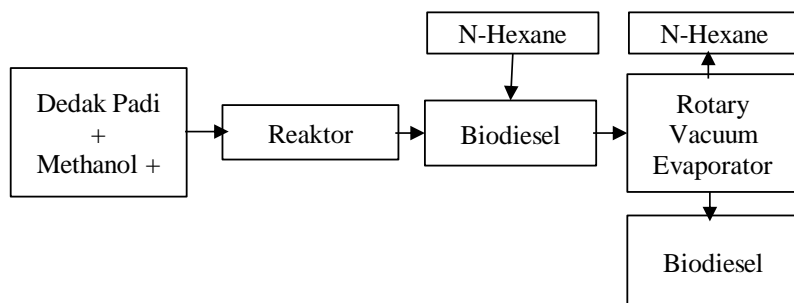 N-Hexane
N-Hexane
Dedak Padi
+
Methanol +
Reaktor
Biodiesel
Rotary
Vacuum
Evaporator
Biodiesel